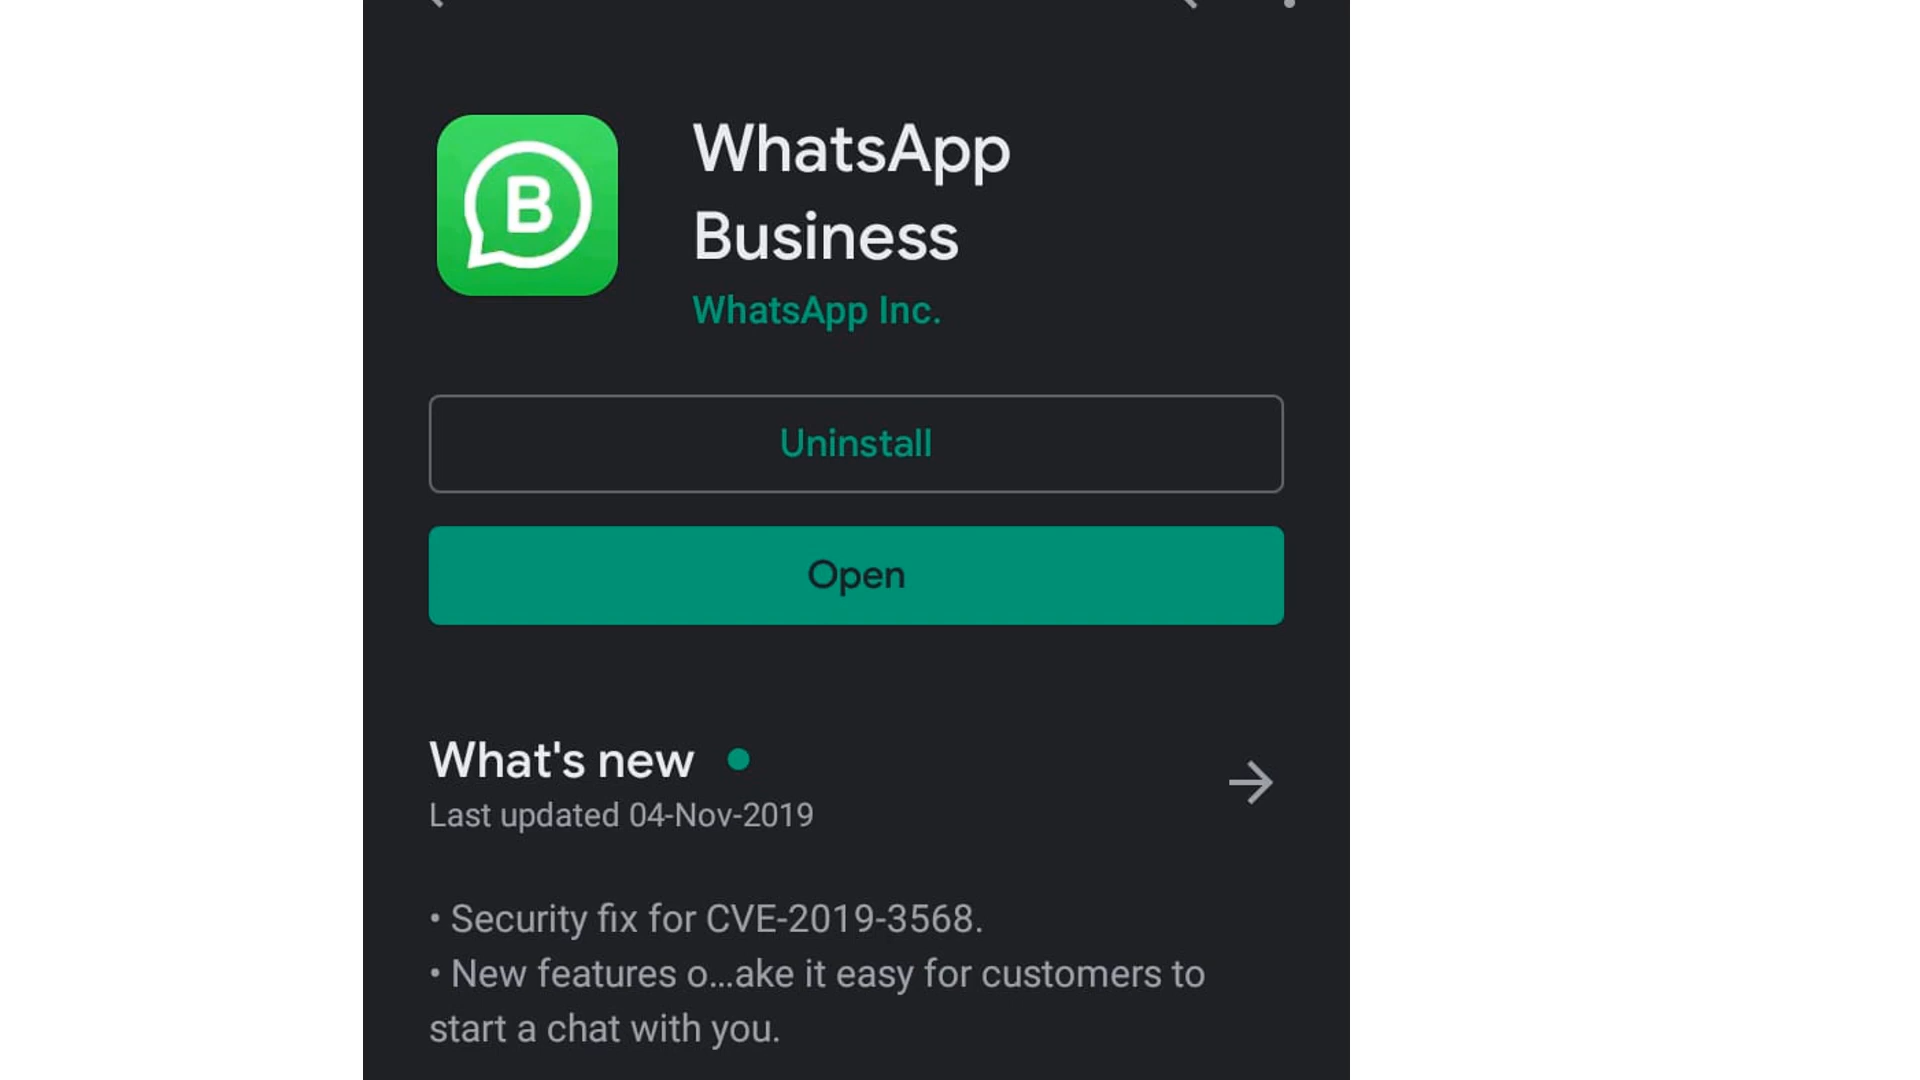 B
WhatsApp
Business
WhatsApp Inc.
Uninstall
Open
What's new
Last updated 04-Nov-2019
• Security fix for CVE-2019-3568.
• New features o...ake it easy for customers to
start a chat with you.